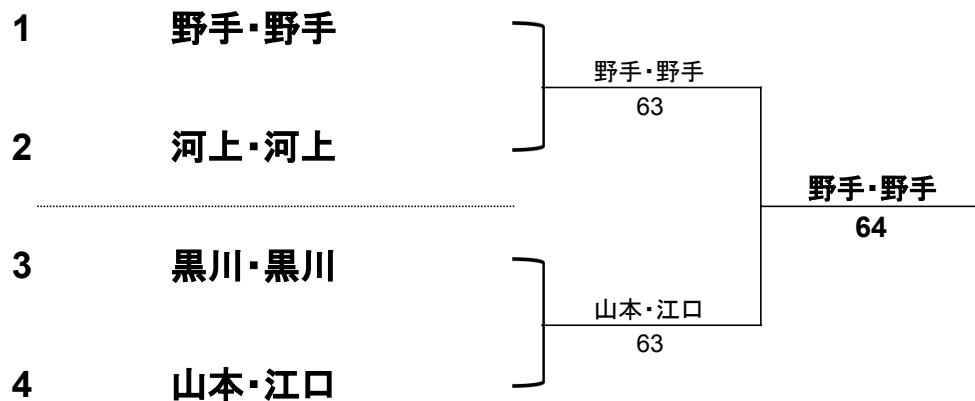 1 野手・野手
野手・野手
63
2 河上・河上
野手・野手
64
3 黒川・黒川
山本・江口
63
4 山本・江口